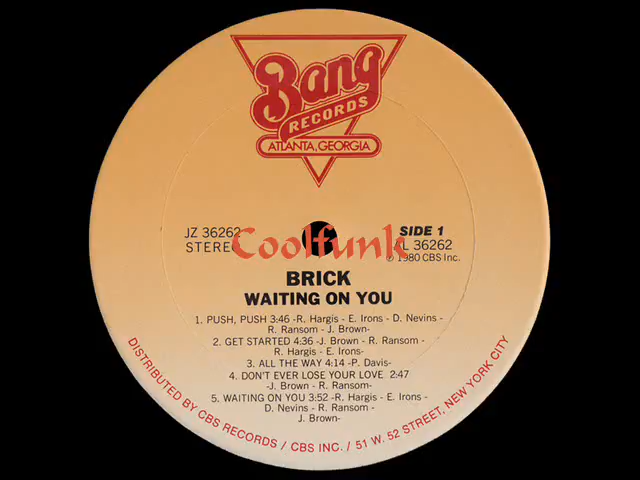 Bang
RECORDS
ATLANTA, GEORGIA
JZ 36262
STEREO
Coolfunk
SIDE 1
AL 36262
℗ 1980 CBS Inc.
BRICK
WAITING ON YOU
1. PUSH, PUSH 3:46 -R. Hargis - E. Irons - D. Nevins -
R. Ransom - J. Brown-
2. GET STARTED 4:36 -J. Brown - R. Ransom -
R. Hargis - E. Irons-
3. ALL THE WAY 4:14 -P. Davis-
4. DON'T EVER LOSE YOUR LOVE 2:47
-J. Brown - R. Ransom-
5. WAITING ON YOU 3:52 -R. Hargis - E. Irons -
D. Nevins - R. Ransom -
J. Brown-
DISTRIBUTED BY CBS RECORDS / CBS INC. / 51 W. 52 STREET, NEW YORK CITY